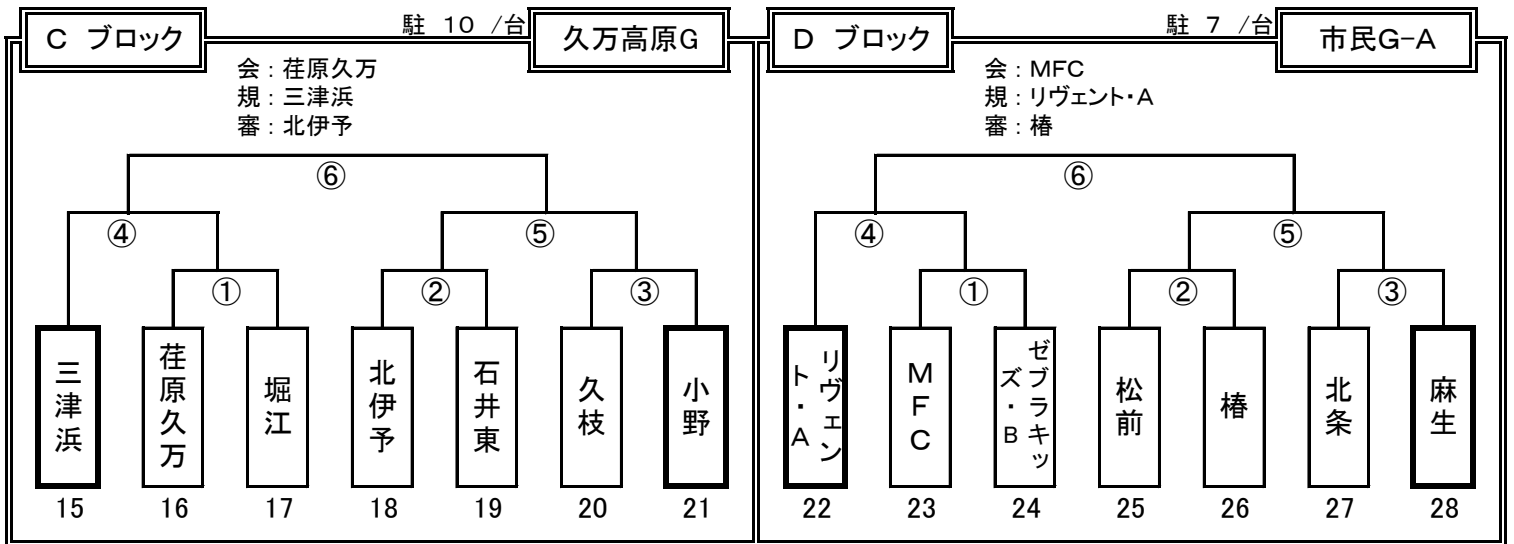 C ブロック
駐 10 /台
久万高原G
会：荏原久万
規：三津浜
審：北伊予
⑥
④
⑤
①
②
③
三津浜
荏原久万
堀江
北伊予
石井東
久枝
小野
15
16
17
18
19
20
21
D ブロック
駐 7 /台
市民G-A
会：MFC
規：リヴェント・A
審：椿
⑥
④
⑤
①
②
③
リヴェント・A
MFC
ゼブラキッズ・B
松前
椿
北条
麻生
22
23
24
25
26
27
28